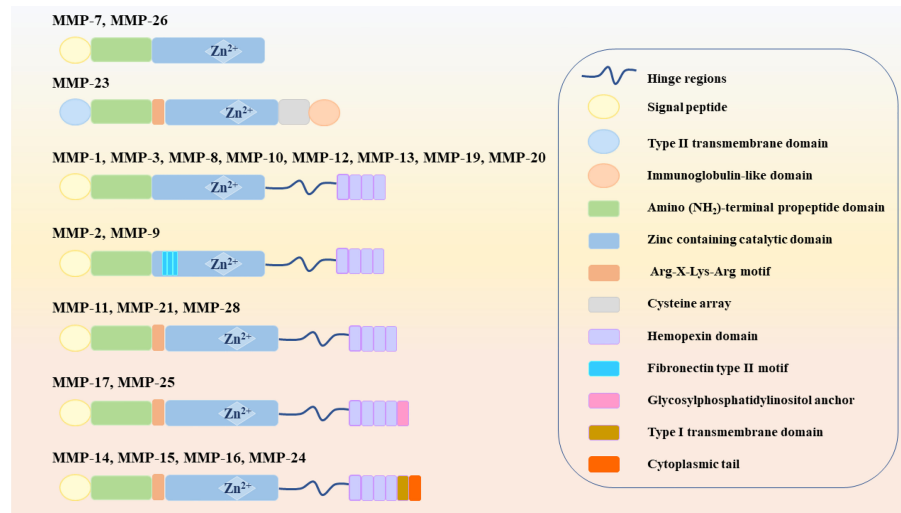 MMP-7, MMP-26
Zn2+
MMP-23
Zn2+
MMP-1, MMP-3, MMP-8, MMP-10, MMP-12, MMP-13, MMP-19, MMP-20
Zn2+
MMP-2, MMP-9
Zn2+
MMP-11, MMP-21, MMP-28
Zn2+
MMP-17, MMP-25
Zn2+
MMP-14, MMP-15, MMP-16, MMP-24
Zn2+
Hinge regions
Signal peptide
Type II transmembrane domain
Immunoglobulin-like domain
Amino (NH2)-terminal propeptide domain
Zinc containing catalytic domain
Arg-X-Lys-Arg motif
Cysteine array
Hemopexin domain
Fibronectin type II motif
Glycosylphosphatidylinositol anchor
Type I transmembrane domain
Cytoplasmic tail